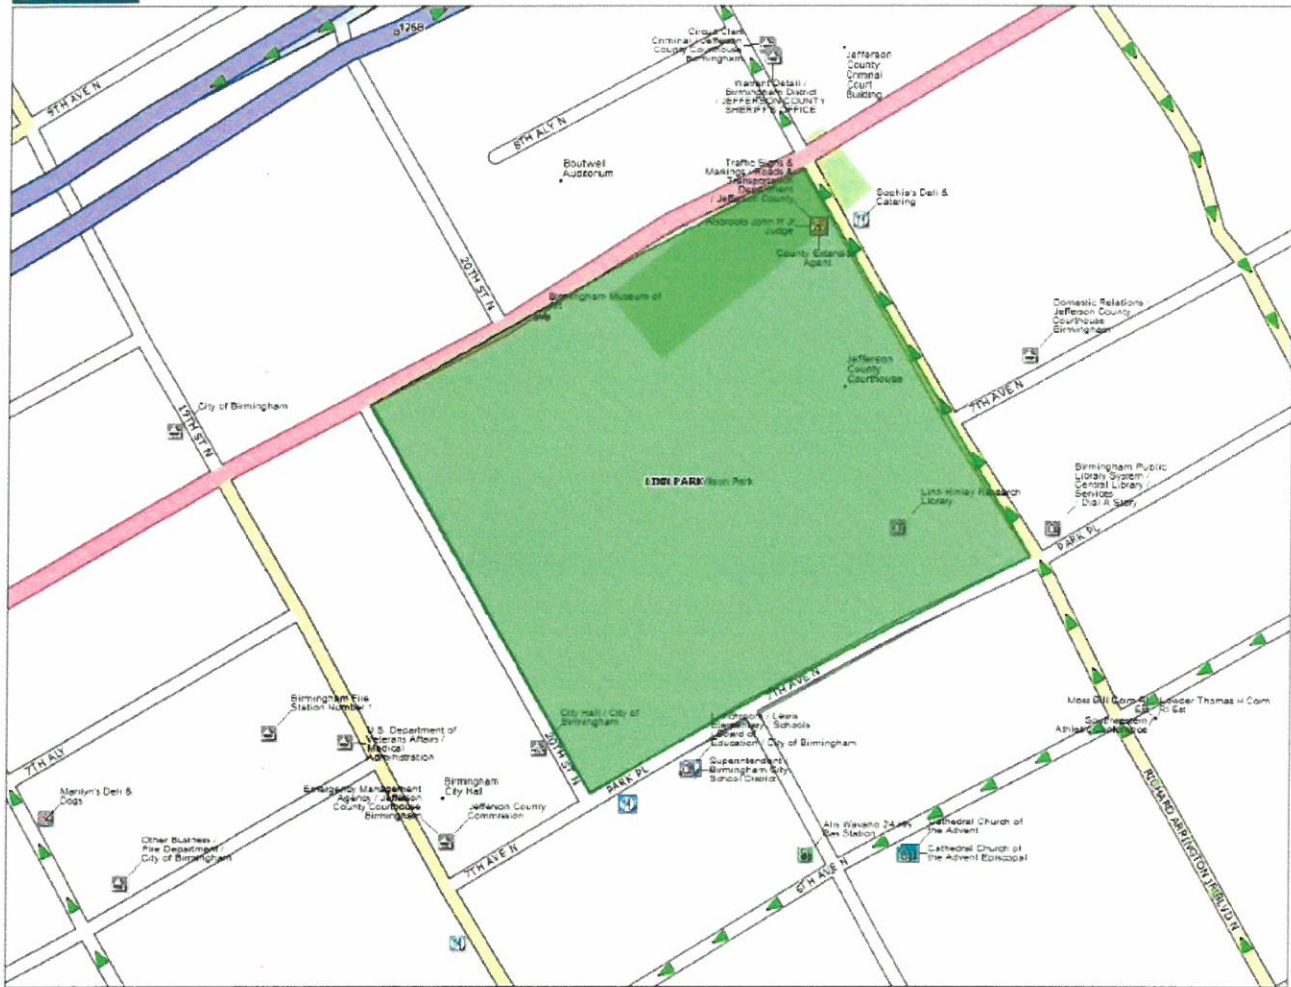 126B
9TH AVE N
Circuit Clerk
Criminal / Jefferson
County Courthouse
Birmingham
Jefferson
County
Criminal
Court
Building
Warrant Detail /
Birmingham District
/ JEFFERSON COUNTY
SHERIFF'S OFFICE
8TH ALY N
Boutwell
Auditorium
Traffic Signs &
Markings / Roads &
Transportation
Department
/ Jefferson County
Sophie's Deli &
Catering
Judge
County Extension
Agent
20TH ST N
Birmingham Museum of
Domestic Relations
Jefferson County
Courthouse
Birmingham
Jefferson
County
Courthouse
7TH AVE N
City of Birmingham
19TH ST N
LINN PARK
Park
Birmingham Public
Library System /
Central Library /
Services
/ Dial A Story
Linn Henley Research
Library
PARK PL
7TH AVE N
Birmingham Fire
Station Number 1
U.S. Department of
Veterans Affairs /
Medical
Administration
City Hall / City of
Birmingham
20TH ST N
/ Lewis
Elementary / Schools
/ Board of
Education / City of Birmingham
Superintendent
Birmingham City
School District
PARK PL
7TH ALY
Marilyn's Deli &
Dogs
Emergency Management
Agency / Jefferson
County Courthouse
Birmingham
Birmingham
City Hall
Jefferson County
Commission
Other Business /
Fire Department /
City of Birmingham
7TH AVE N
Cathedral Church of
the Advent
Cathedral Church of
the Advent Episcopal
6TH AVE N
RICHARD ARRINGTON JR BLVD N